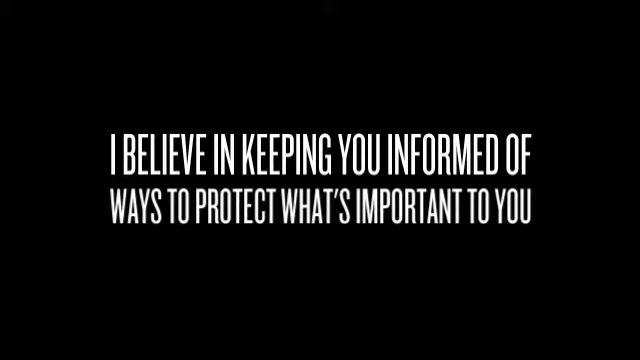 I BELIEVE IN KEEPING YOU INFORMED OF
WAYS TO PROTECT WHAT'S IMPORTANT TO YOU